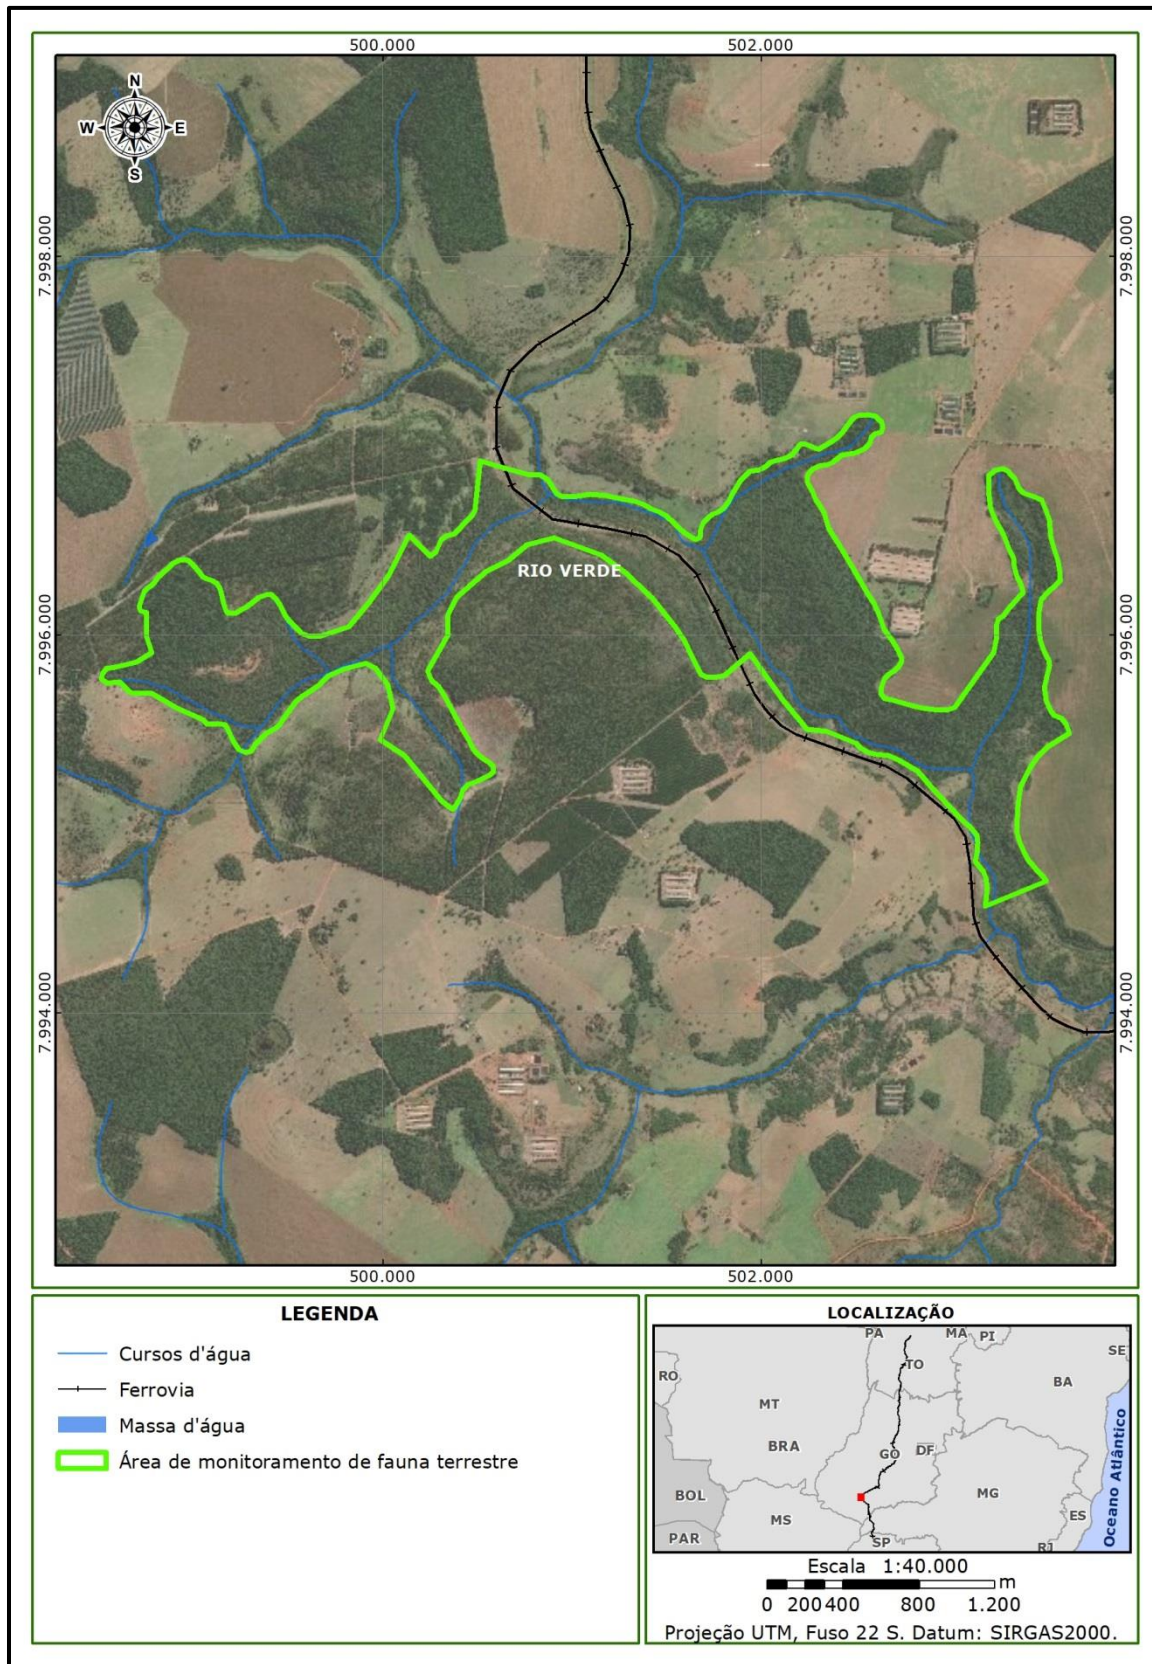 500.000 502.000
N
W E
S
7.998.000 7.998.000
RIO VERDE
7.996.000 7.996.000
7.994.000 7.994.000
500.000 502.000
LEGENDA
Cursos d'água
Ferrovia
Massa d'água
Área de monitoramento de fauna terrestre
LOCALIZAÇÃO
PA MA PI
TO SE
RO BA
MT
BRA GO DF
BOL MG
MS ES
PAR SP RJ
Oceano Atlântico
Escala 1:40.000
m
0 200 400 800 1.200
Projeção UTM, Fuso 22 S. Datum: SIRGAS2000.